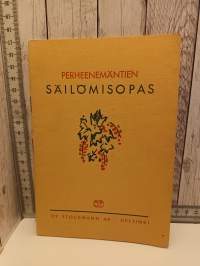 PERHEENEMÄNTIEN
SÄILÖMISOPAS
OY STOCKMANN AB · HELSINKI